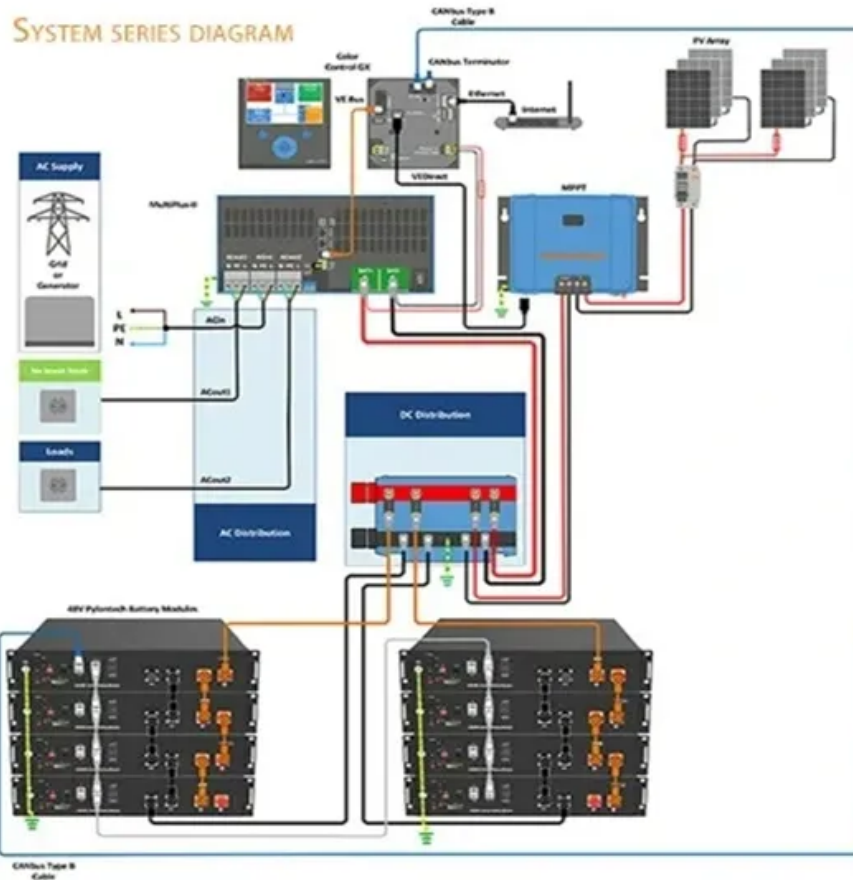 SYSTEM SERIES DIAGRAM
CANbus Type B
Cable
Color
Control GX
CANbus Terminator
PV Array
VE Bus
Ethernet
Internet
AC Supply
VE Direct
MPPT
MultiPlus-II
Grid
or
Generator
L
PE
N
ACin
ACout1
DC Distribution
Loads
ACout2
AC Distribution
48V Pylontech Battery Modules
CANbus Type B
Cable